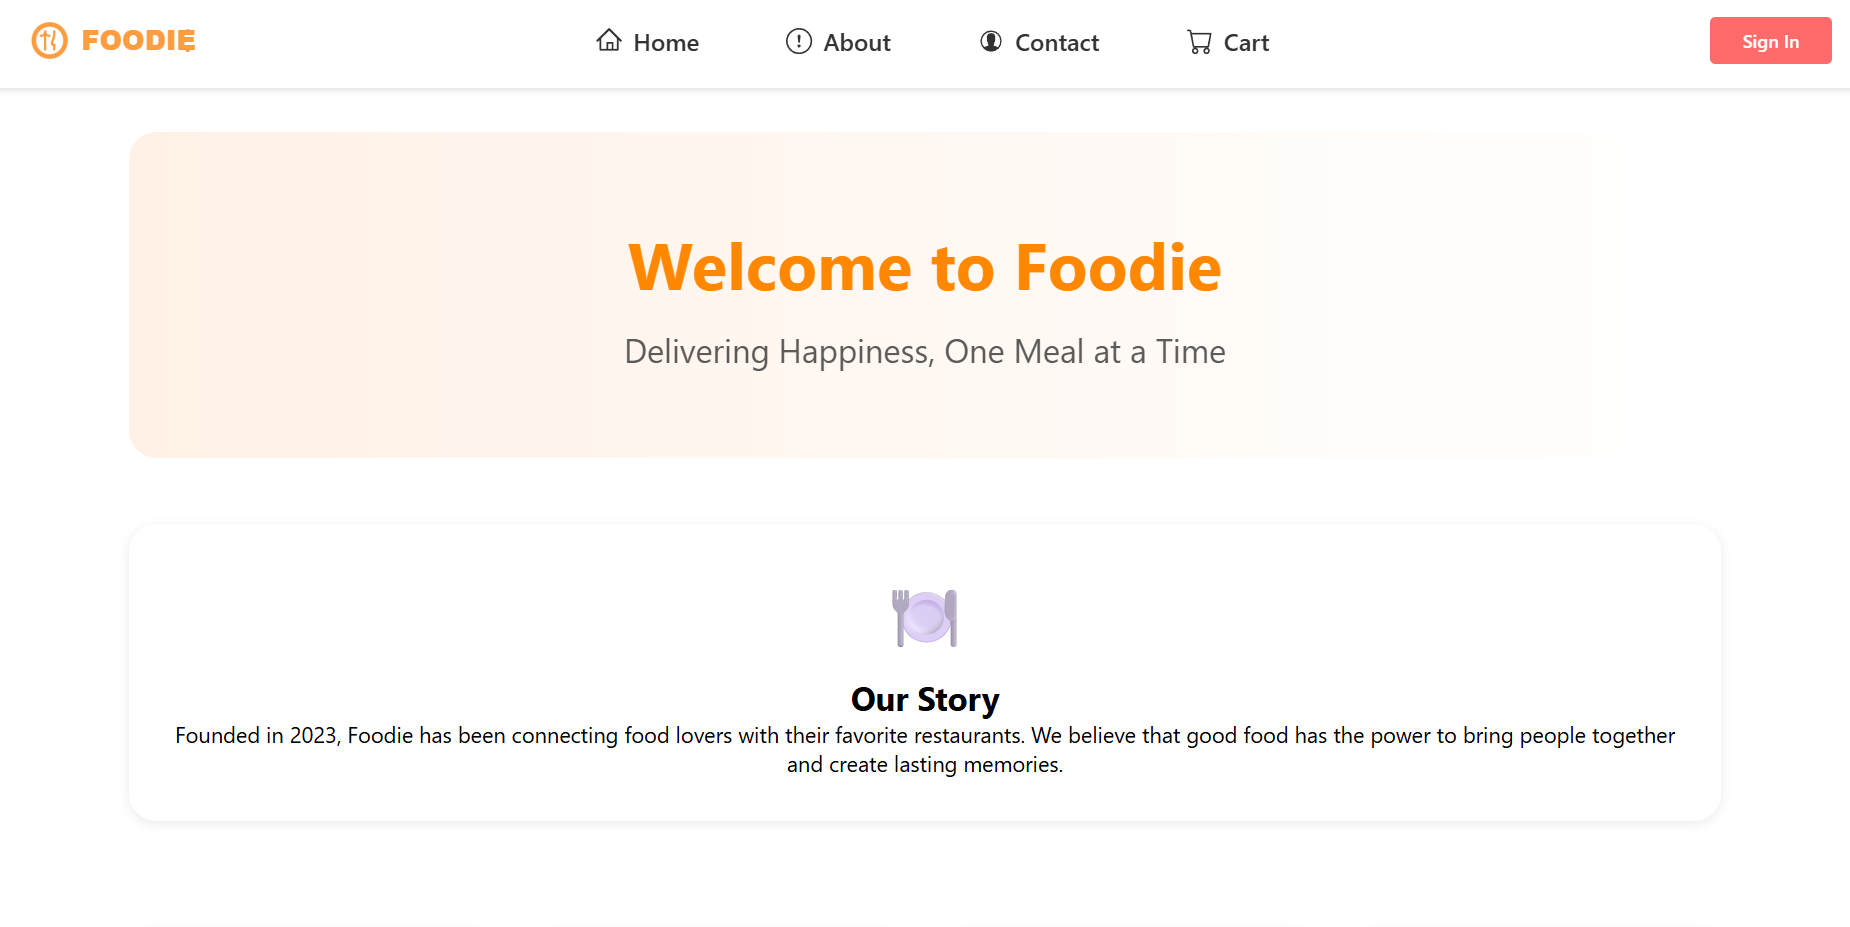 FOODIE
Home
About
Contact
Cart
Sign In
Welcome to Foodie
Delivering Happiness, One Meal at a Time
Our Story
Founded in 2023, Foodie has been connecting food lovers with their favorite restaurants. We believe that good food has the power to bring people together
and create lasting memories.